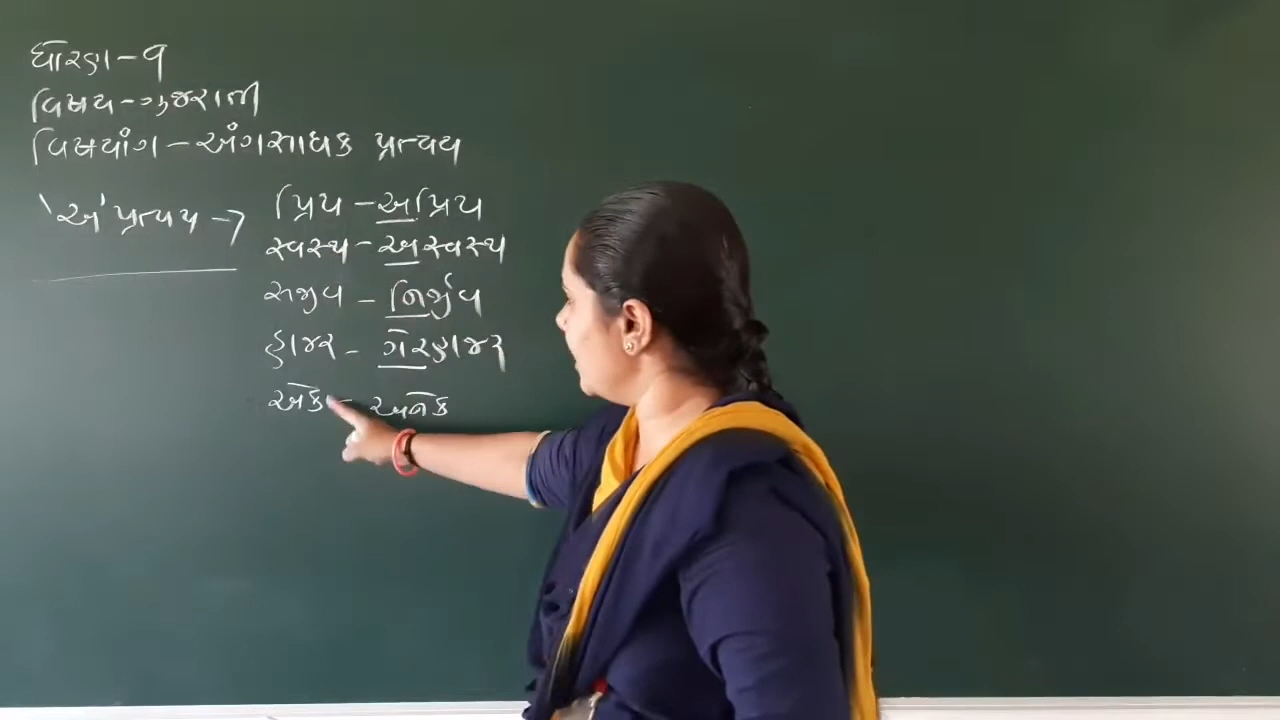 ધોરણ - ૧
વિષય - ગુજરાતી
વિષયાંગ - અંગસાધક પ્રત્યય
'અ' પ્રત્યય → પ્રિય - અપ્રિય
સ્વસ્થ - અસ્વસ્થ
સજીવ - નિર્જીવ
હાજર - ગેરહાજર
એક - અનેક